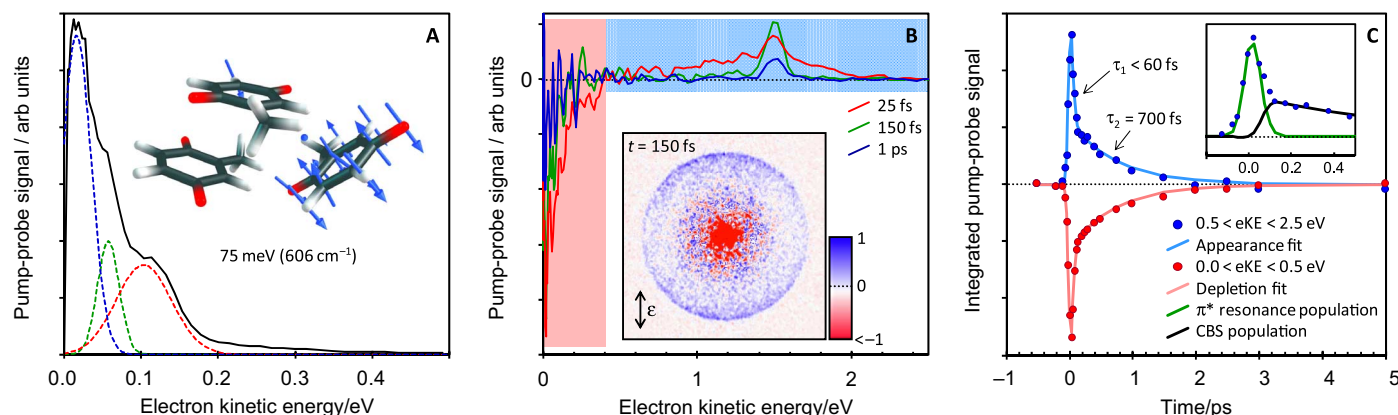 A
Pump-probe signal / arb units
75 meV (606 cm⁻¹)
0.0 0.1 0.2 0.3 0.4
Electron kinetic energy/eV
B
Pump-probe signal / arb units
0
25 fs
150 fs
1 ps
t = 150 fs
ε
1
0
<–1
0 1 2
Electron kinetic energy/eV
C
Integrated pump-probe signal
τ₁ < 60 fs
τ₂ = 700 fs
0.0 0.2 0.4
0.5 < eKE < 2.5 eV
Appearance fit
0.0 < eKE < 0.5 eV
Depletion fit
π* resonance population
CBS population
–1 0 1 2 3 4 5
Time/ps